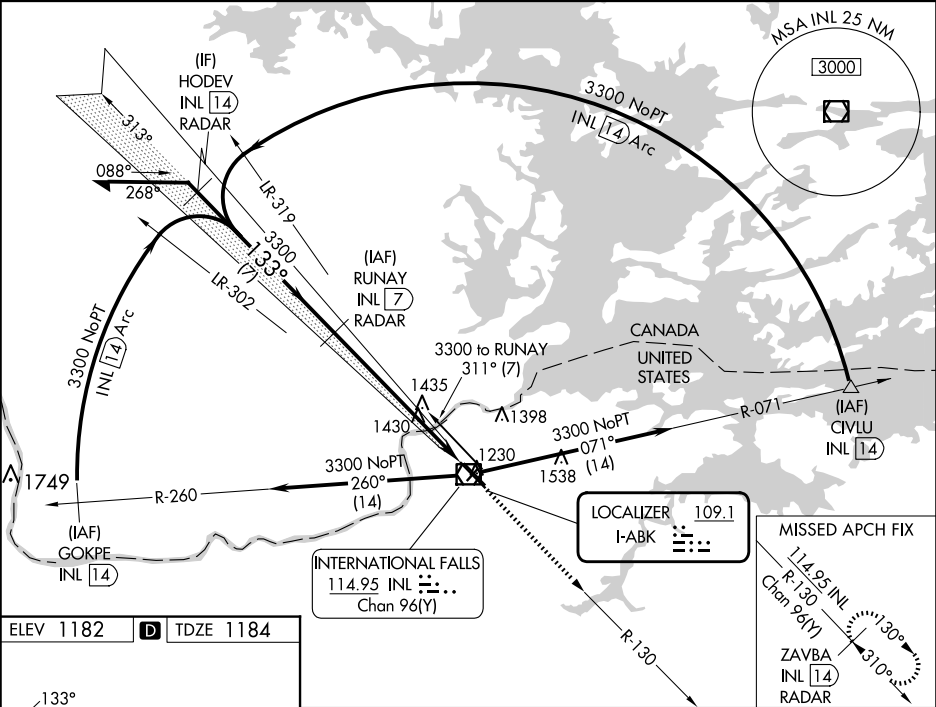 MSA INL 25 NM
3000
(IF)
HODEV
INL 14
RADAR
3300 NoPT
INL 14 Arc
313°
088°
268°
LR-319
3300
133°
(7)
LR-302
(IAF)
RUNAY
INL 7
RADAR
3300 NoPT
INL 14 Arc
CANADA
UNITED
STATES
3300 to RUNAY
311° (7)
1435
1430
1398
R-071
(IAF)
CIVLU
INL 14
3300 NoPT
071°
(14)
1230
1538
1749
3300 NoPT
260°
(14)
R-260
(IAF)
GOKPE
INL 14
LOCALIZER 109.1
I-ABK
INTERNATIONAL FALLS
114.95 INL
Chan 96(Y)
R-130
MISSED APCH FIX
114.95 INL
R-130
Chan 96(Y)
130°
310°
ZAVBA
INL 14
RADAR
ELEV 1182 D TDZE 1184
133°